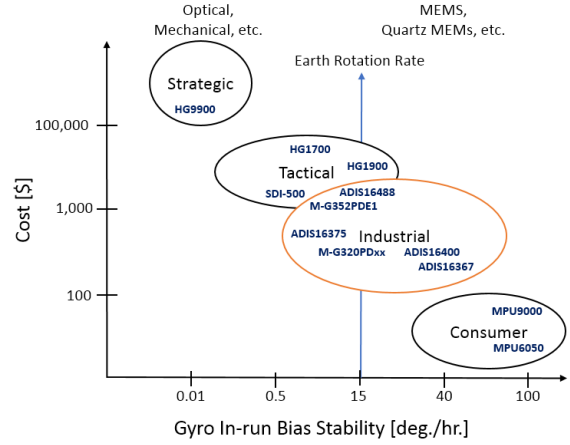 Optical,
Mechanical, etc.
MEMS,
Quartz MEMs, etc.
Earth Rotation Rate
Strategic
HG9900
100,000
HG1700
HG1900
Tactical
SDI-500
ADIS16488
M-G352PDE1
1,000
Cost [$]
ADIS16375
Industrial
M-G320PDxx
ADIS16400
ADIS16367
100
MPU9000
Consumer
MPU6050
0.01
0.5
15
40
100
Gyro In-run Bias Stability [deg./hr.]